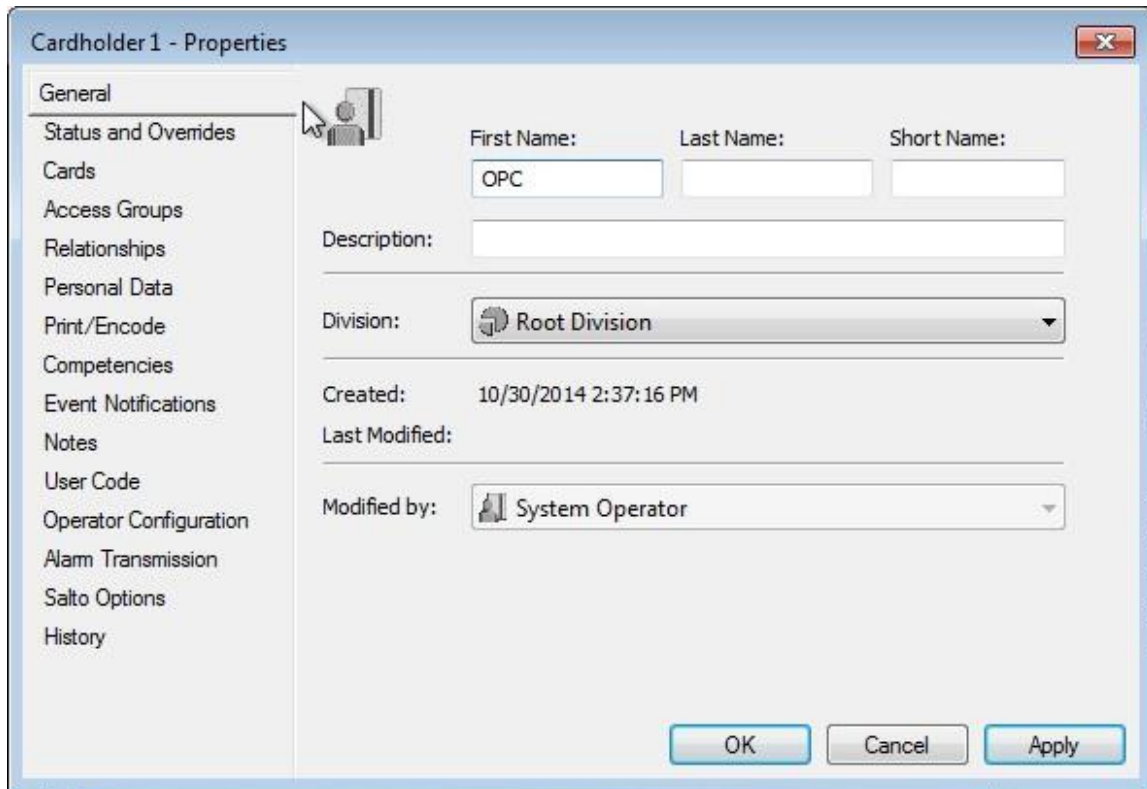 Cardholder 1 - Properties
General
Status and Overrides
Cards
Access Groups
Relationships
Personal Data
Print/Encode
Competencies
Event Notifications
Notes
User Code
Operator Configuration
Alarm Transmission
Salto Options
History
First Name: Last Name: Short Name:
OPC
Description:
Division: Root Division
Created: 10/30/2014 2:37:16 PM
Last Modified:
Modified by: System Operator
OK Cancel Apply